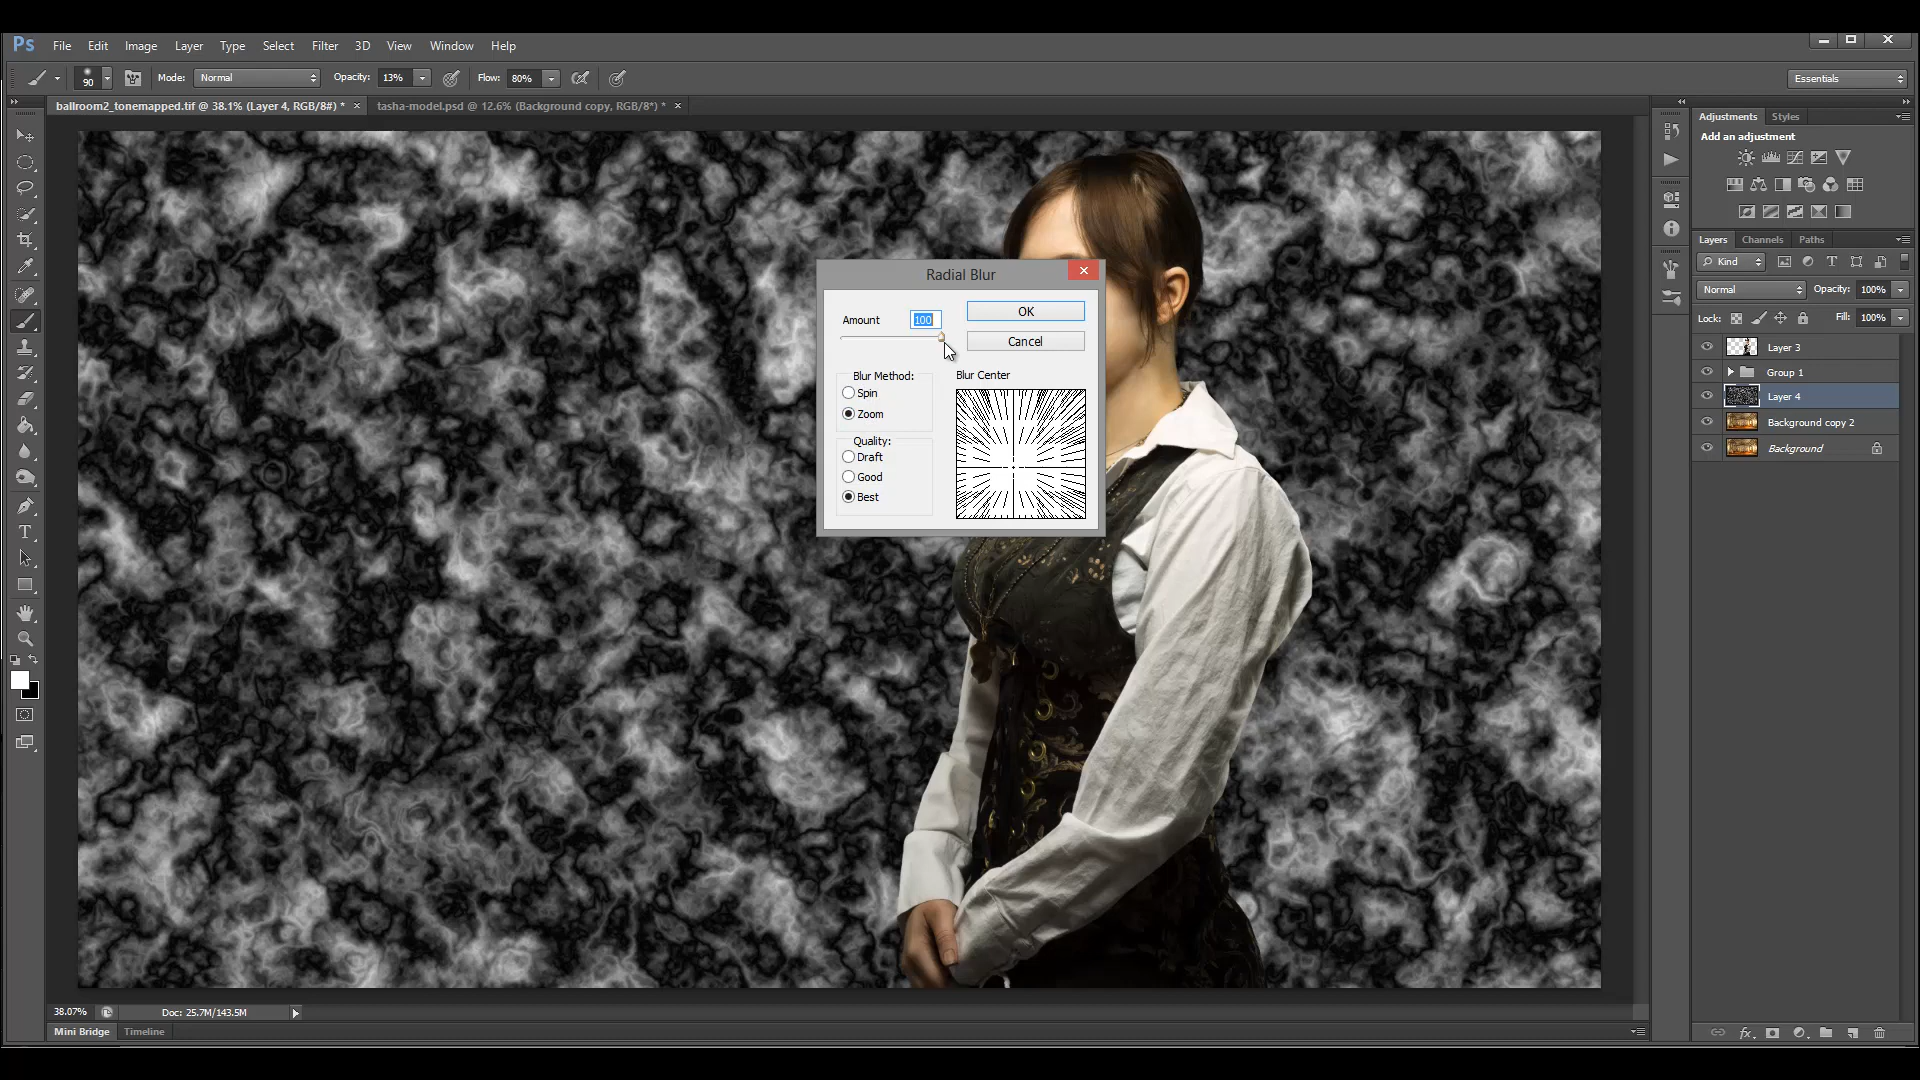 Ps File Edit Image Layer Type Select Filter 3D View Window Help
90 Mode: Normal Opacity: 13% Flow: 80% Essentials
ballroom2_tonemapped.tif @ 38.1% (Layer 4, RGB/8#) * × tasha-model.psd @ 12.6% (Background copy, RGB/8*) * ×
Adjustments Styles
Add an adjustment
Layers Channels Paths
Kind
Normal Opacity: 100%
Lock: Fill: 100%
Layer 3
Group 1
Layer 4
Background copy 2
Background
Radial Blur
Amount 100
OK
Cancel
Blur Method:
Spin
Zoom
Quality:
Draft
Good
Best
Blur Center
38.07% Doc: 25.7M/143.5M
Mini Bridge Timeline